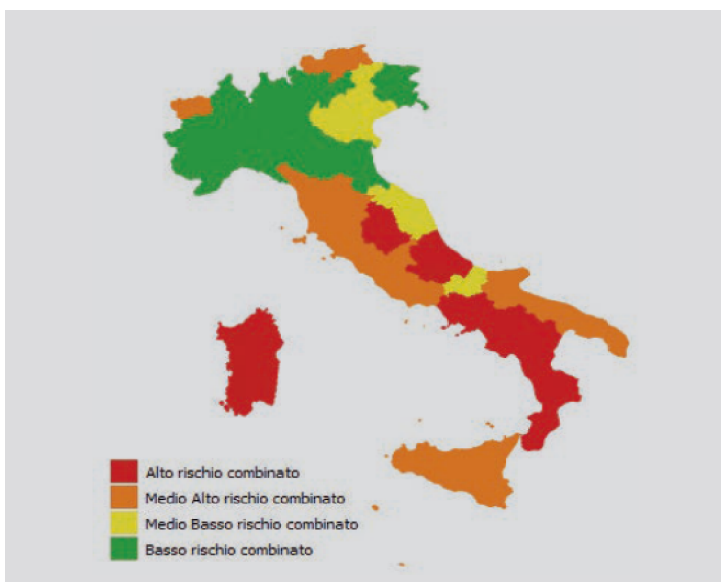 Alto rischio combinato
Medio Alto rischio combinato
Medio Basso rischio combinato
Basso rischio combinato